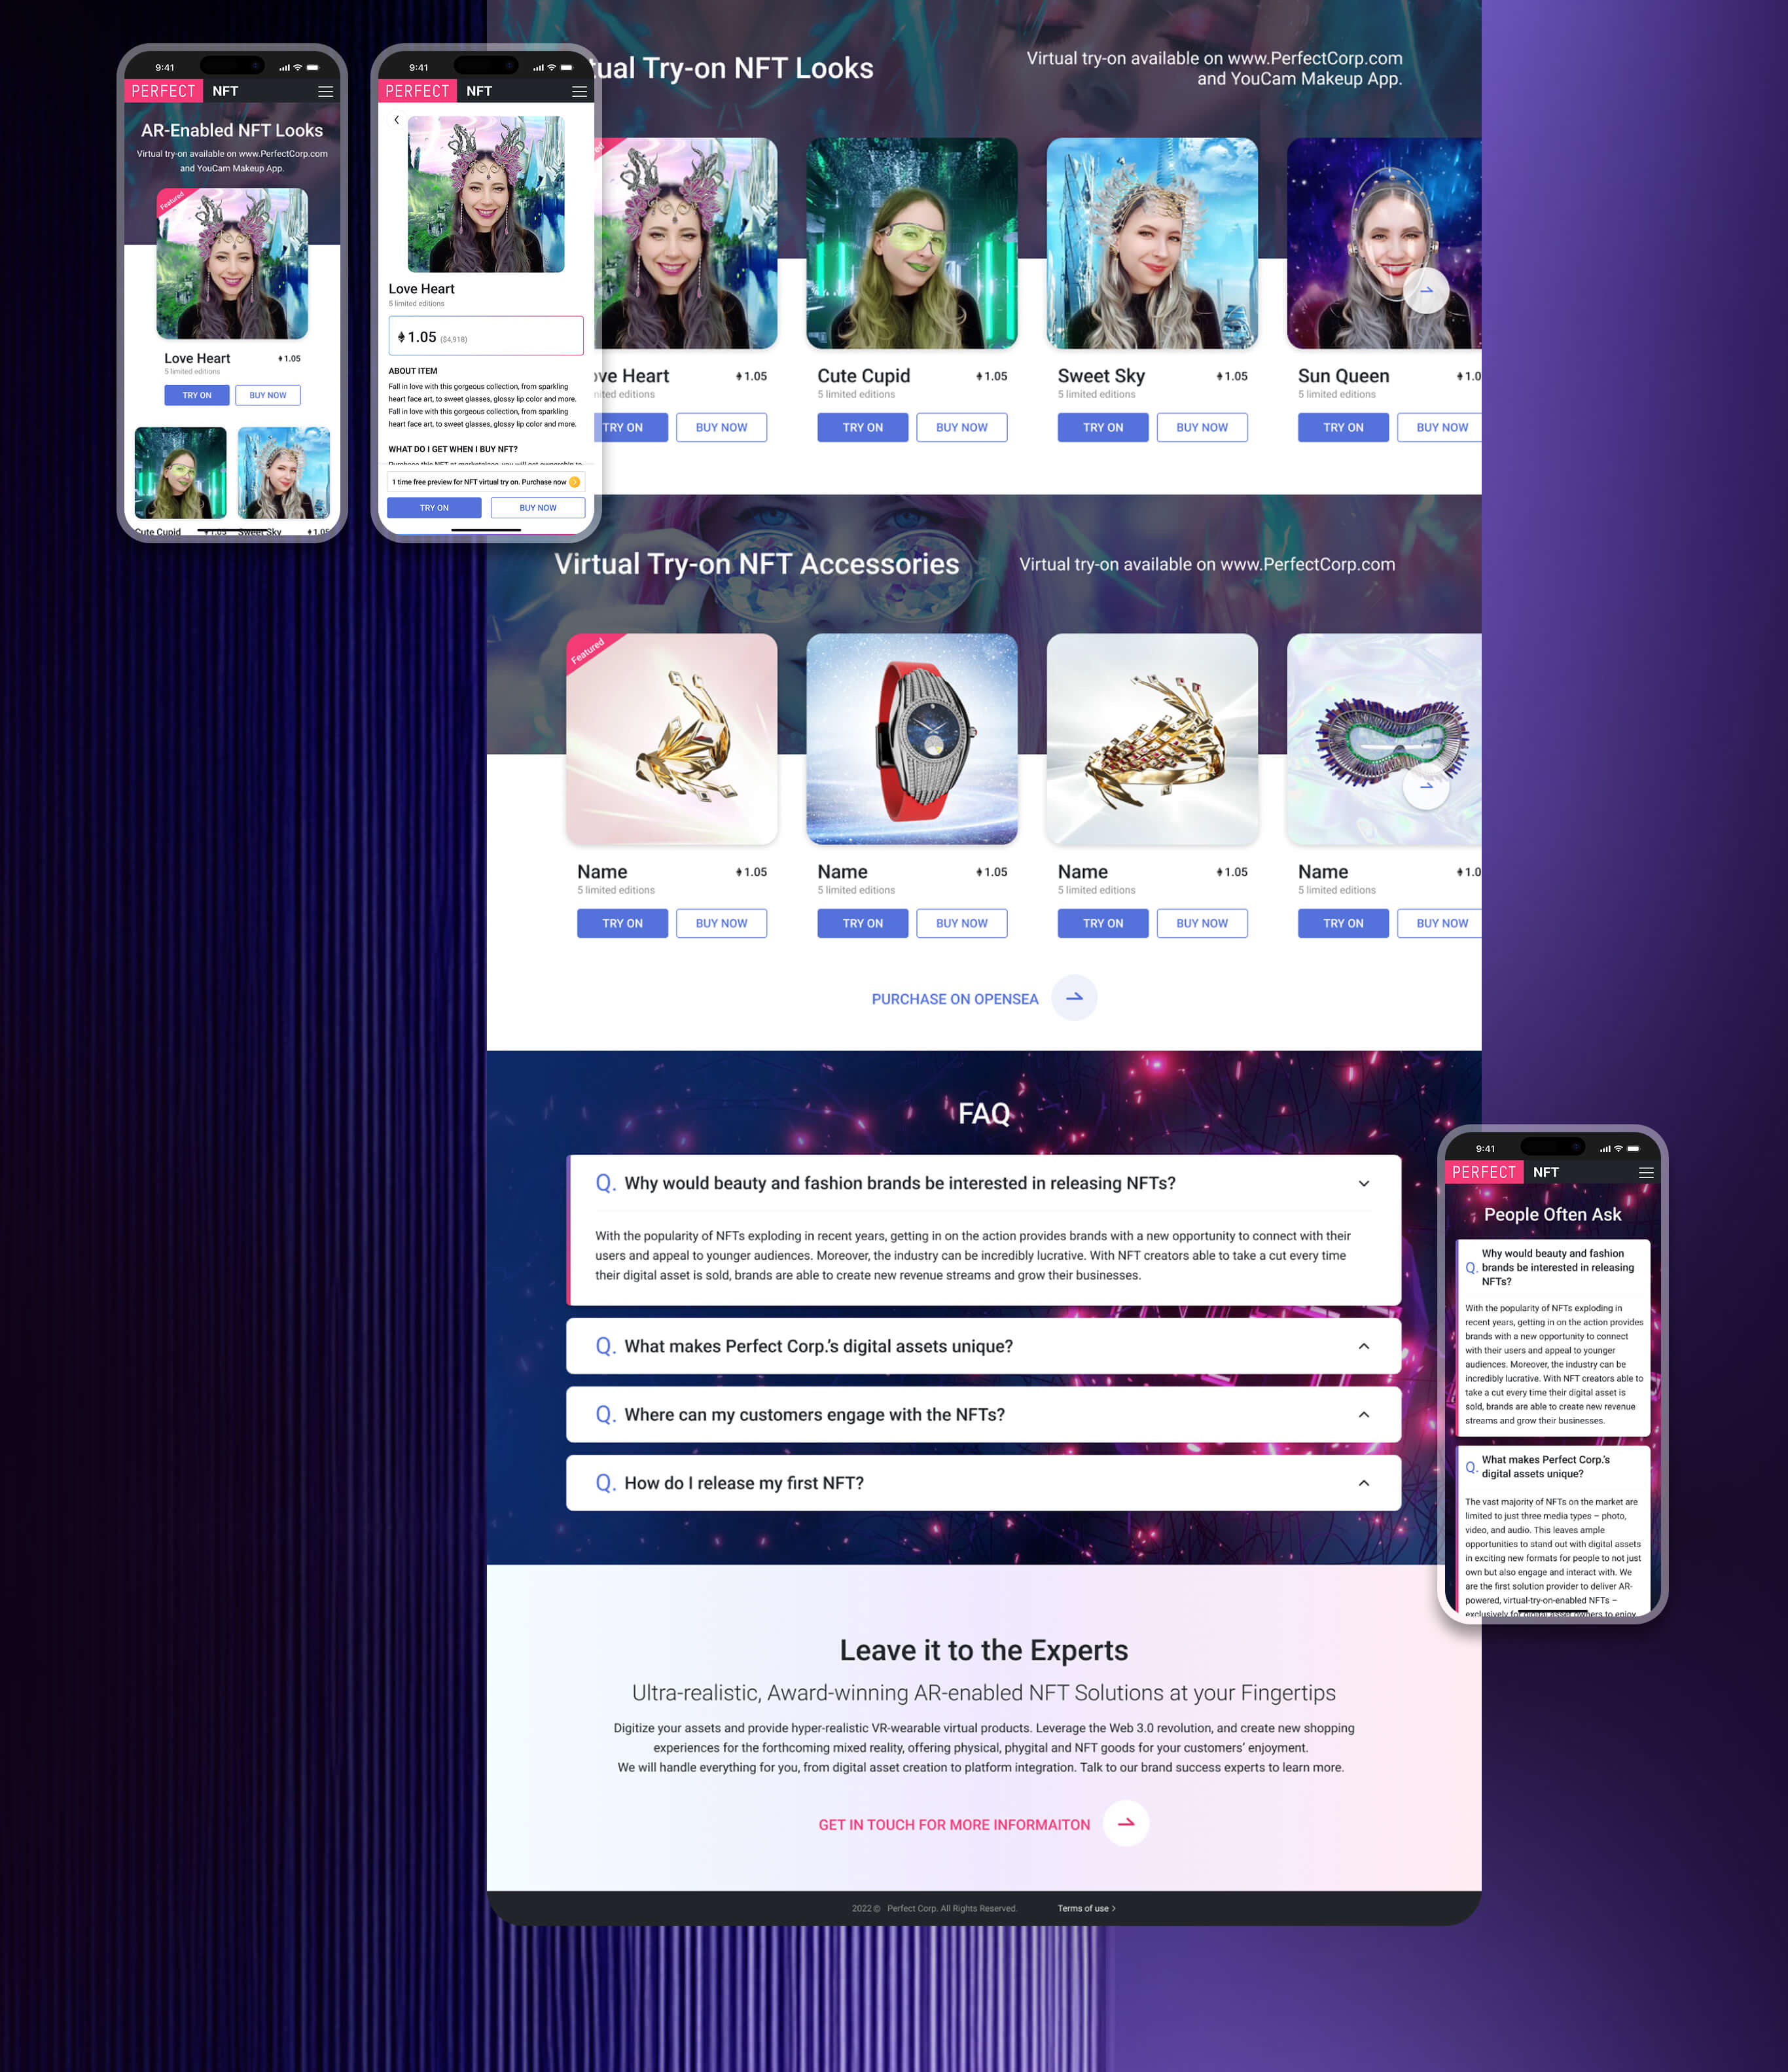 9:41
PERFECT NFT
AR-Enabled NFT Looks
Virtual try-on available on www.PerfectCorp.com
and YouCam Makeup App.
Featured
Love Heart
1.05
5 limited editions
TRY ON
BUY NOW
Cute Cupid
1.05
Sweet Sky
1.05
9:41
PERFECT NFT
Love Heart
5 limited editions
1.05 ($4,918)
ABOUT ITEM
Fall in love with this gorgeous collection, from sparkling
heart face art, to sweet glasses, glossy lip color and more.
Fall in love with this gorgeous collection, from sparkling
heart face art, to sweet glasses, glossy lip color and more.
WHAT DO I GET WHEN I BUY NFT?
Purchase this NFT at marketplace, you will get ownership to
1 time free preview for NFT virtual try on. Purchase now
TRY ON
BUY NOW
tual Try-on NFT Looks
Virtual try-on available on www.PerfectCorp.com
and YouCam Makeup App.
ed
ve Heart
1.05
ited editions
TRY ON
BUY NOW
Cute Cupid
1.05
5 limited editions
TRY ON
BUY NOW
Sweet Sky
1.05
5 limited editions
TRY ON
BUY NOW
Sun Queen
1.0
5 limited editions
TRY ON
BUY NOW
Virtual Try-on NFT Accessories
Virtual try-on available on www.PerfectCorp.com
Featured
Name
1.05
5 limited editions
TRY ON
BUY NOW
Name
1.05
5 limited editions
TRY ON
BUY NOW
Name
1.05
5 limited editions
TRY ON
BUY NOW
Name
1.0
5 limited editions
TRY ON
BUY NOW
PURCHASE ON OPENSEA
FAQ
Q. Why would beauty and fashion brands be interested in releasing NFTs?
With the popularity of NFTs exploding in recent years, getting in on the action provides brands with a new opportunity to connect with their
users and appeal to younger audiences. Moreover, the industry can be incredibly lucrative. With NFT creators able to take a cut every time
their digital asset is sold, brands are able to create new revenue streams and grow their businesses.
Q. What makes Perfect Corp.'s digital assets unique?
Q. Where can my customers engage with the NFTs?
Q. How do I release my first NFT?
9:41
PERFECT NFT
People Often Ask
Why would beauty and fashion
Q. brands be interested in releasing
NFTs?
With the popularity of NFTs exploding in
recent years, getting in on the action provides
brands with a new opportunity to connect
with their users and appeal to younger
audiences. Moreover, the industry can be
incredibly lucrative. With NFT creators able to
take a cut every time their digital asset is
sold, brands are able to create new revenue
streams and grow their businesses.
Q. What makes Perfect Corp.'s
digital assets unique?
The vast majority of NFTs on the market are
limited to just three media types – photo,
video, and audio. This leaves ample
opportunities to stand out with digital assets
in exciting new formats for people to not just
own but also engage and interact with. We
are the first solution provider to deliver AR-
powered, virtual-try-on-enabled NFTs –
exclusively for digital asset owners to enjoy
Leave it to the Experts
Ultra-realistic, Award-winning AR-enabled NFT Solutions at your Fingertips
Digitize your assets and provide hyper-realistic VR-wearable virtual products. Leverage the Web 3.0 revolution, and create new shopping
experiences for the forthcoming mixed reality, offering physical, phygital and NFT goods for your customers' enjoyment.
We will handle everything for you, from digital asset creation to platform integration. Talk to our brand success experts to learn more.
GET IN TOUCH FOR MORE INFORMAITON
2022 © Perfect Corp. All Rights Reserved.
Terms of use >